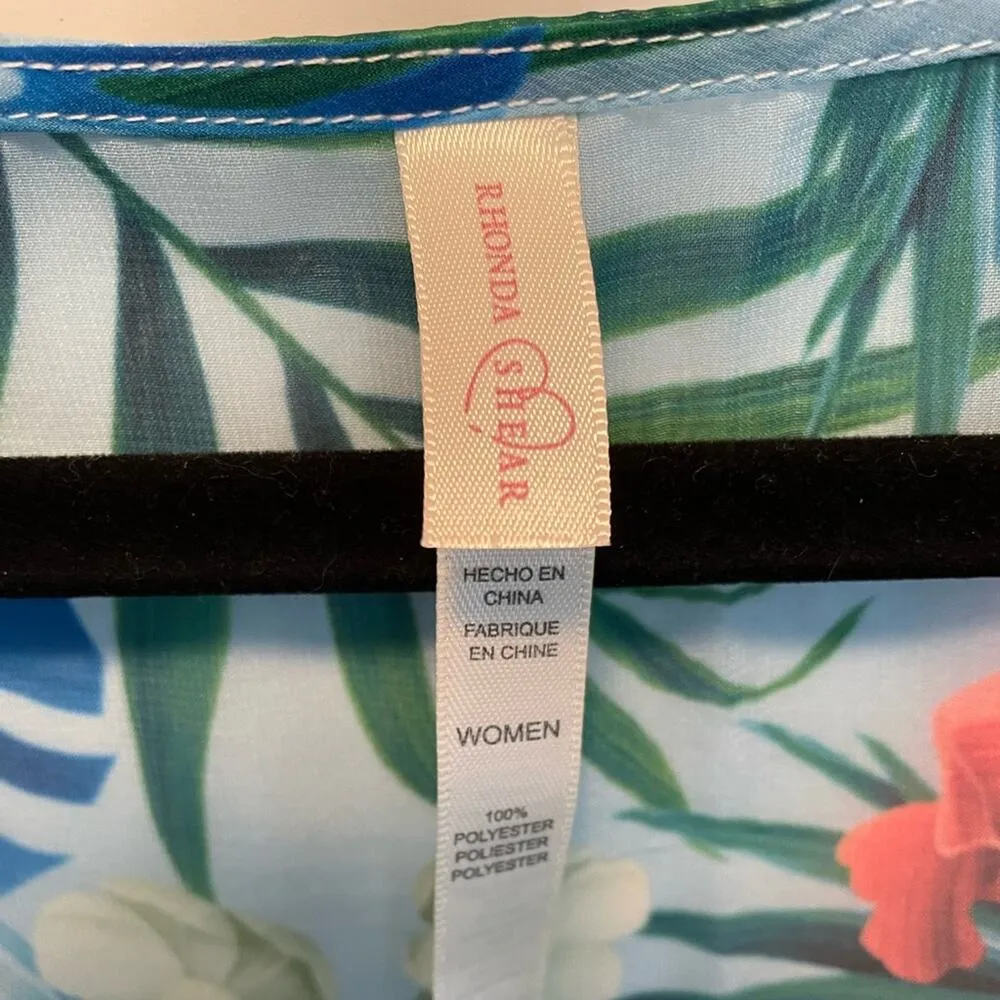 RHONDA SHEAR
HECHO EN
CHINA
FABRIQUE
EN CHINE
WOMEN
100%
POLYESTER
POLIESTER
POLYESTER